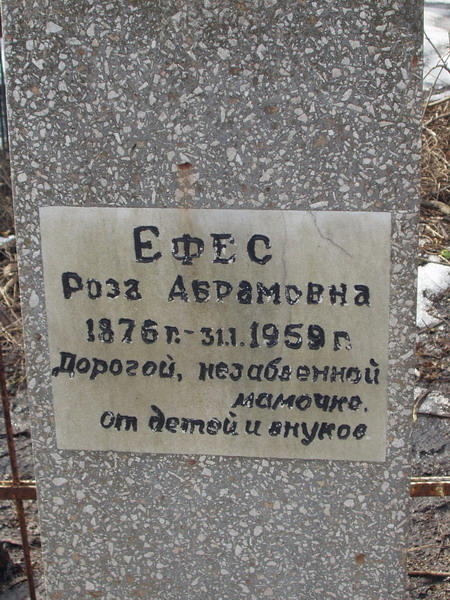 ЕФЕС
Роза Абрамовна
1876 г.-31.1.1959 г.
Дорогой, незабвенной
мамочке.
от детей и внуков